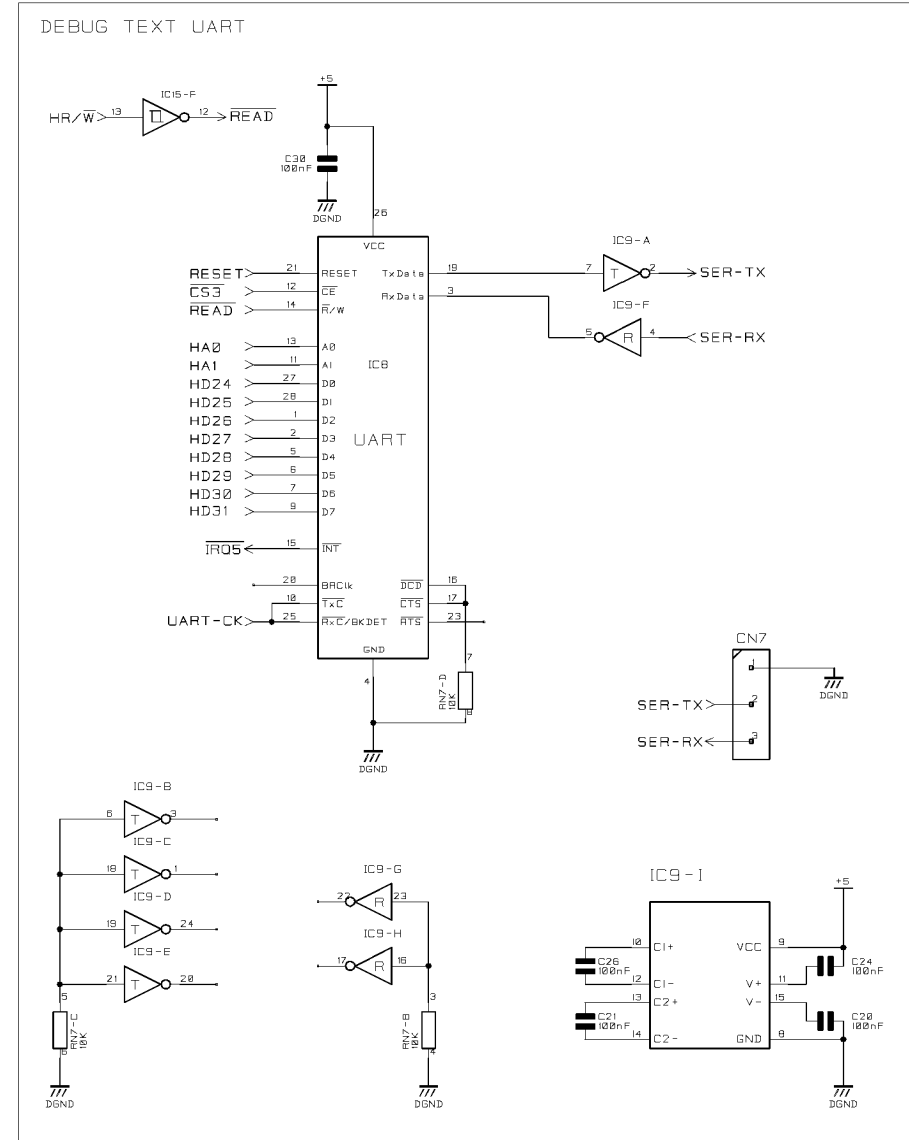 DEBUG TEXT UART
+5
IC15-F
HR/W 13 12 READ
C30
100nF
DGND
26
VCC
IC9-A
RESET 21 RESET TxData 19 7 T 2 SER-TX
CS3 12 CE RxData 3
READ 14 R/W
IC9-F
5 R 4 SER-RX
HA0 13 A0
HA1 11 A1 IC8
HD24 27 D0
HD25 28 D1
HD26 1 D2
HD27 2 D3 UART
HD28 5 D4
HD29 6 D5
HD30 7 D6
HD31 9 D7
IRQ5 15 INT
20 BRClk DCD 16
10 TxC CTS 17
UART-CK 25 RxC/BKDET RTS 23
GND
4
7
RN7-D
10K
8
DGND
CN7
1
DGND
SER-TX 2
SER-RX 3
IC9-B
6 T 3
IC9-C
18 T 1
IC9-D
19 T 24
IC9-E
21 T 20
5
RN7-C
10K
6
DGND
IC9-G
22 R 23
IC9-H
17 R 16
3
RN7-B
10K
4
DGND
IC9-I
+5
10 C1+ VCC 9
C26
100nF
C24
100nF
12 C1- V+ 11
13 C2+ V- 15
C21
100nF
C20
100nF
14 C2- GND 8
DGND